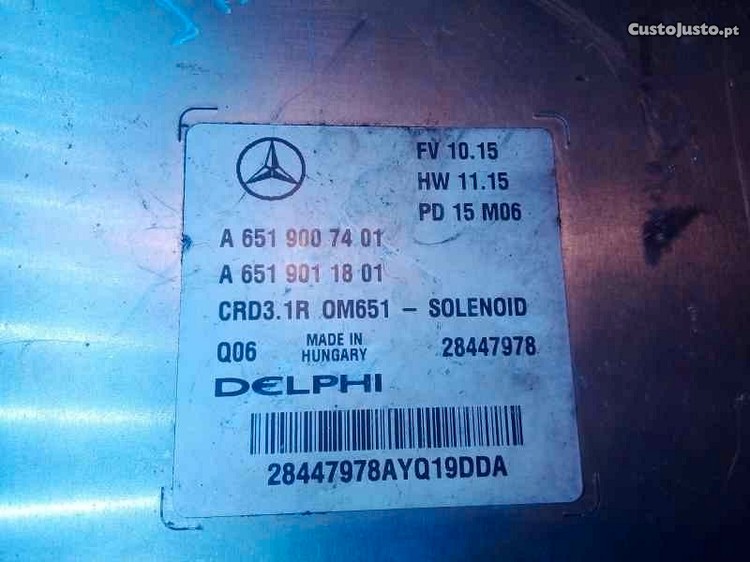 CustoJusto.pt
FV 10.15
HW 11.15
PD 15 M06
A 651 900 74 01
A 651 901 18 01
CRD3.1R OM651 - SOLENOID
Q06 MADE IN HUNGARY 28447978
DELPHI
28447978AYQ19DDA